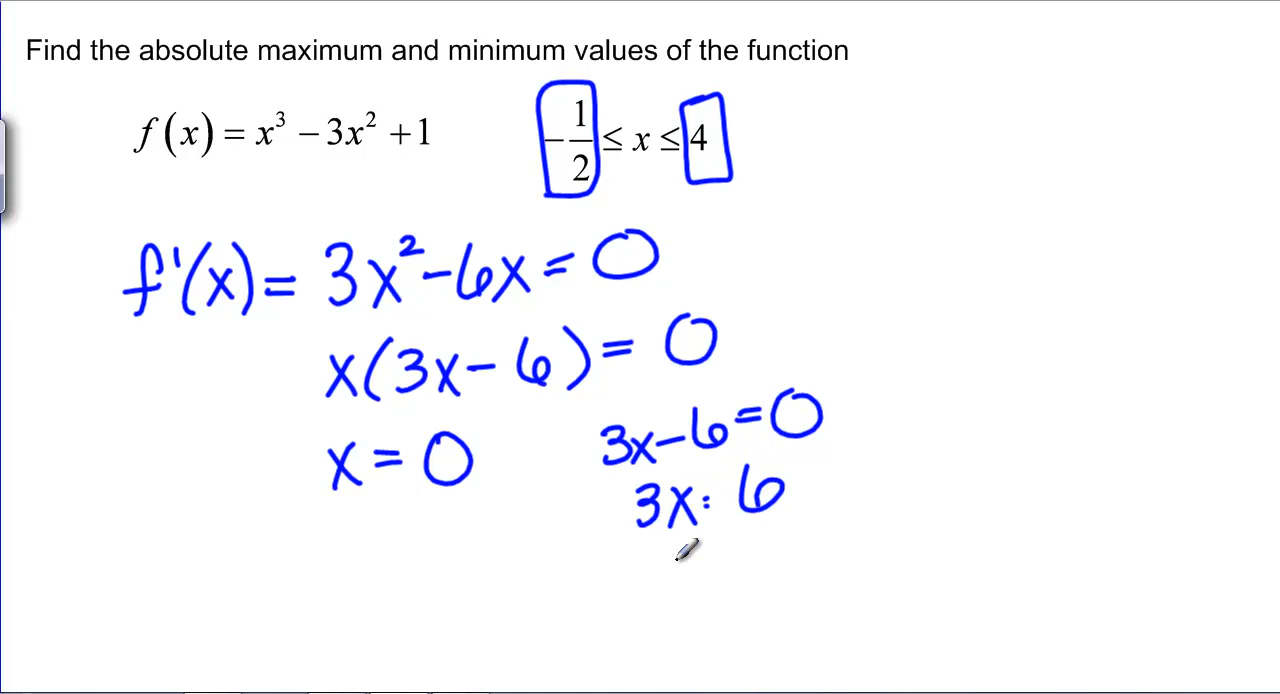 Find the absolute maximum and minimum values of the function
f(x) = x³ − 3x² + 1     −1/2 ≤ x ≤ 4
f'(x) = 3x² − 6x = 0
x(3x − 6) = 0
x = 0     3x − 6 = 0
3x = 6